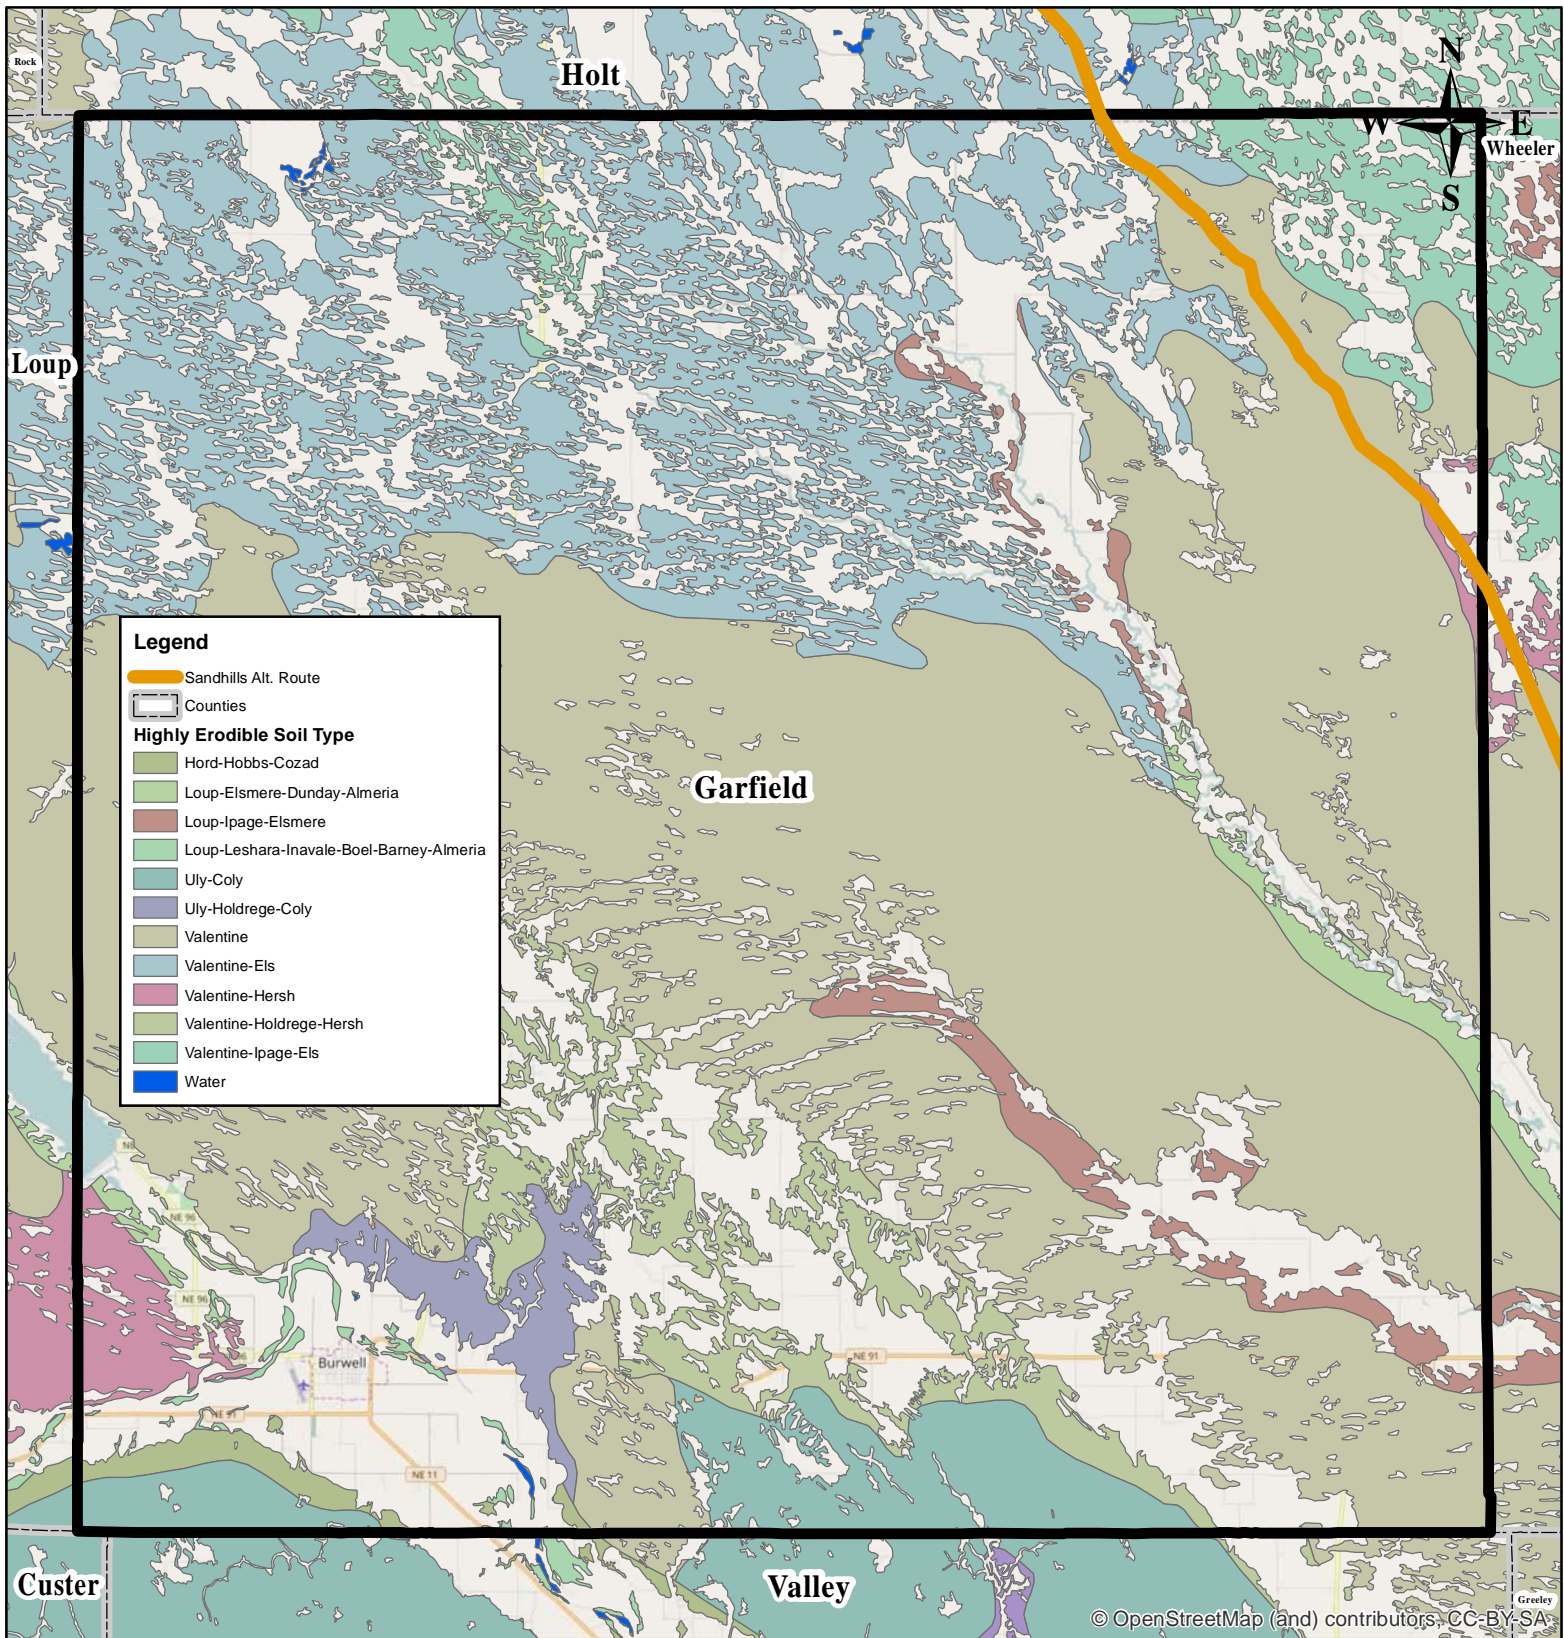 Rock
Holt
N
W
E
Wheeler
S
Loup
Legend
Sandhills Alt. Route
Counties
Highly Erodible Soil Type
Hord-Hobbs-Cozad
Loup-Elsmere-Dunday-Almeria
Loup-Ipage-Elsmere
Loup-Leshara-Inavale-Boel-Barney-Almeria
Uly-Coly
Uly-Holdrege-Coly
Valentine
Valentine-Els
Valentine-Hersh
Valentine-Holdrege-Hersh
Valentine-Ipage-Els
Water
Garfield
NE 96
NE 96
NE 91
Burwell
NE 91
NE 11
Custer
Valley
Greeley
© OpenStreetMap (and) contributors, CC-BY-SA